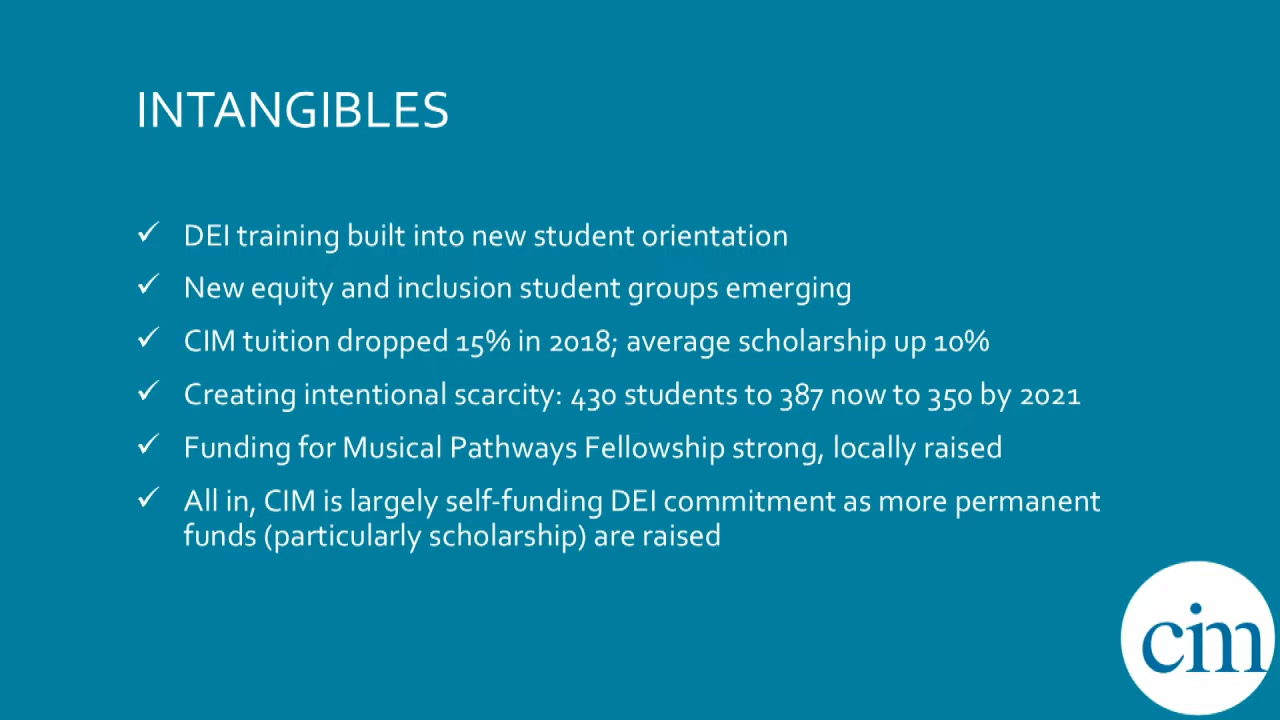 INTANGIBLES
✓ DEI training built into new student orientation
✓ New equity and inclusion student groups emerging
✓ CIM tuition dropped 15% in 2018; average scholarship up 10%
✓ Creating intentional scarcity: 430 students to 387 now to 350 by 2021
✓ Funding for Musical Pathways Fellowship strong, locally raised
✓ All in, CIM is largely self-funding DEI commitment as more permanent
funds (particularly scholarship) are raised
cim